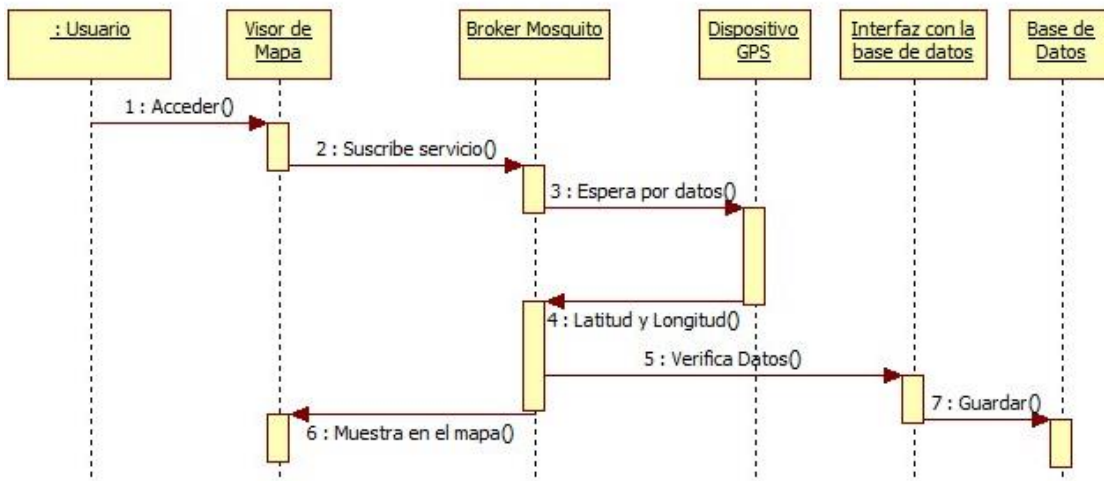 : Usuario
Visor de
Mapa
Broker Mosquito
Dispositivo
GPS
Interfaz con la
base de datos
Base de
Datos
1 : Acceder()
2 : Suscribe servicio()
3 : Espera por datos()
4 : Latitud y Longitud()
5 : Verifica Datos()
7 : Guardar()
6 : Muestra en el mapa()